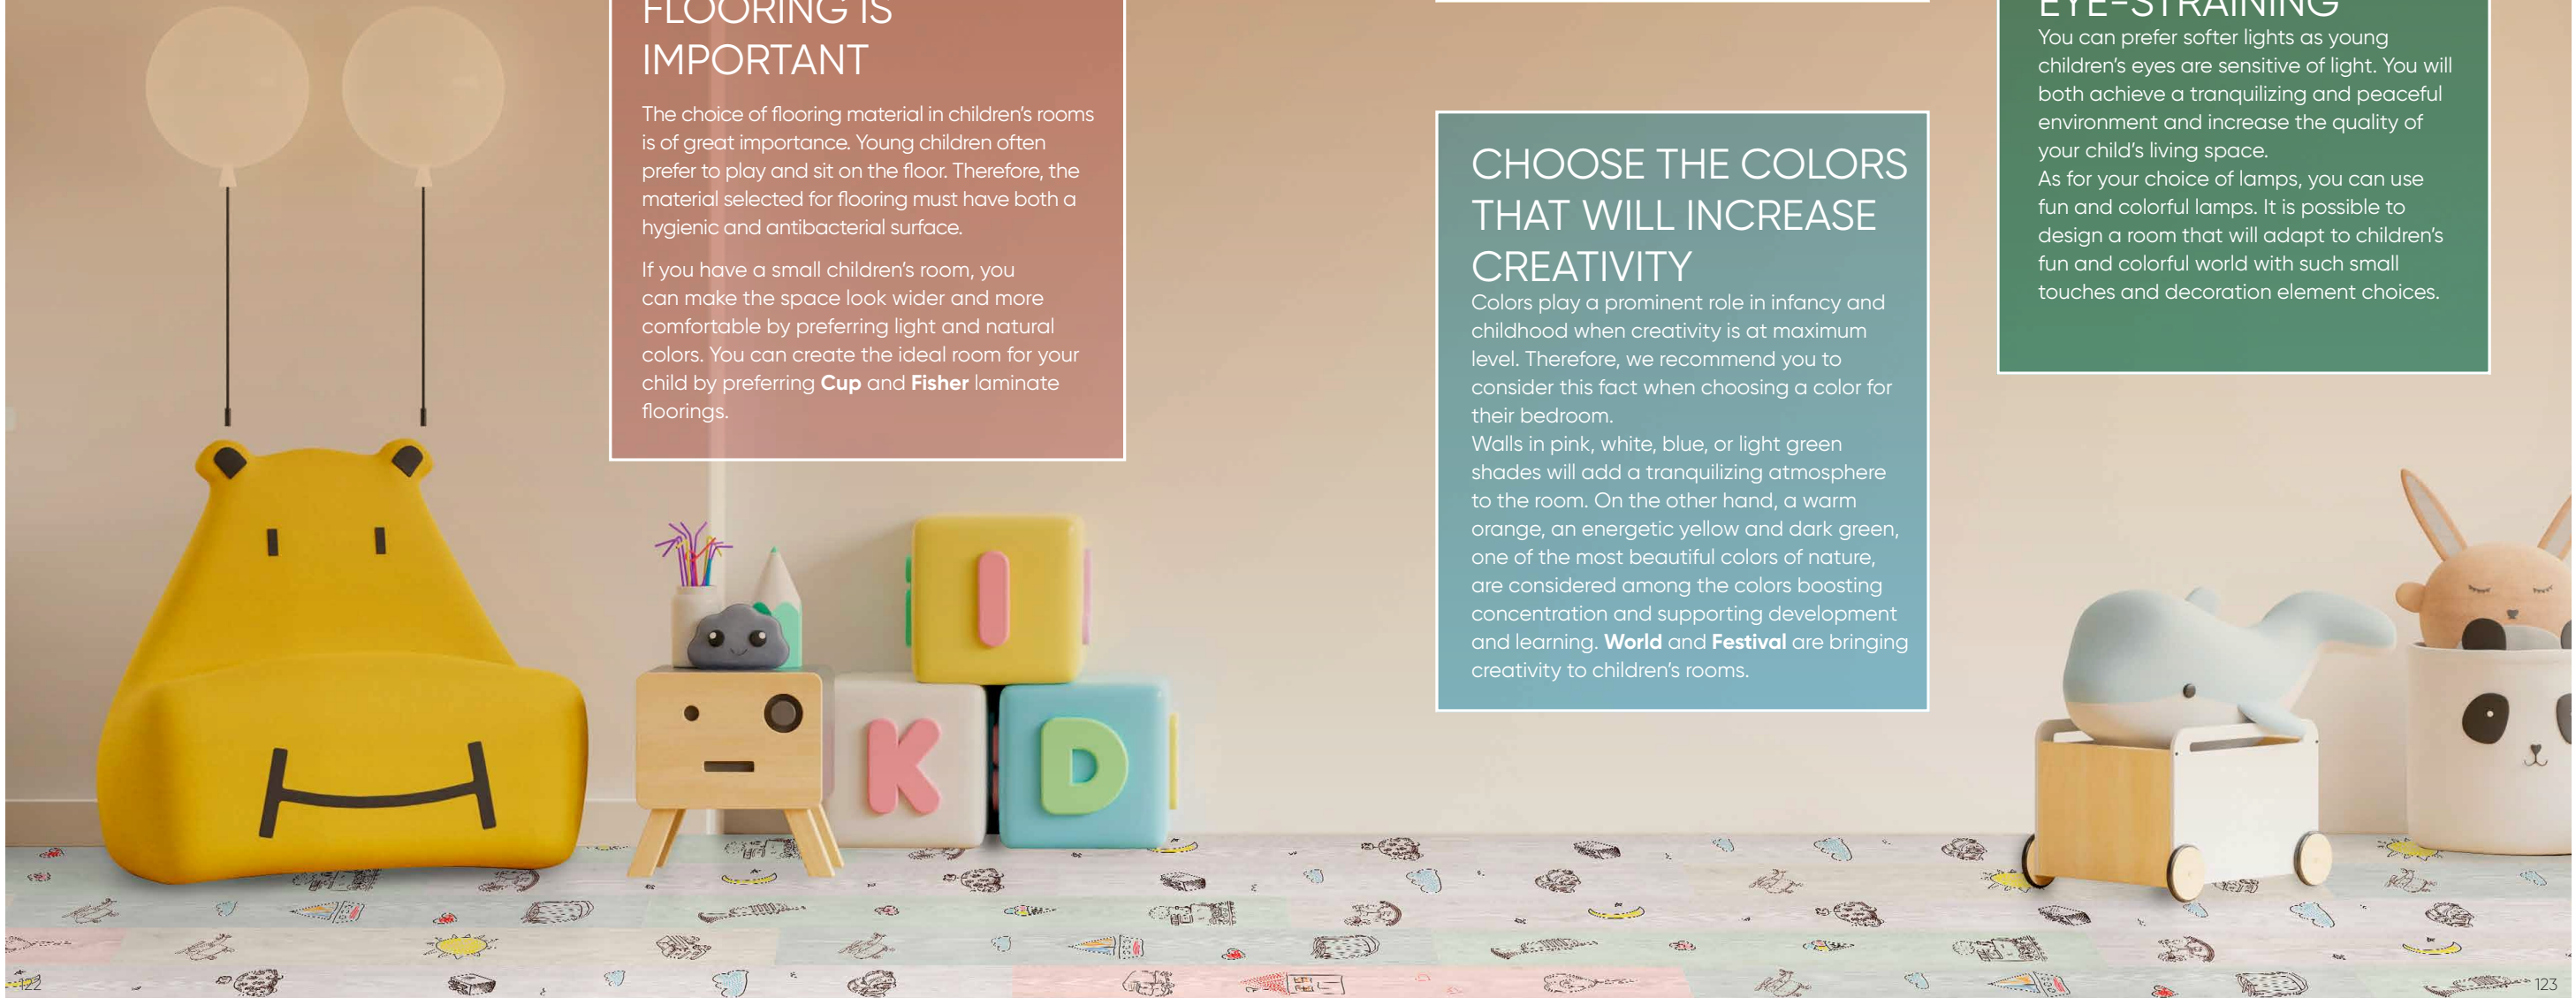 FLOORING IS
IMPORTANT
The choice of flooring material in children's rooms
is of great importance. Young children often
prefer to play and sit on the floor. Therefore, the
material selected for flooring must have both a
hygienic and antibacterial surface.
If you have a small children's room, you
can make the space look wider and more
comfortable by preferring light and natural
colors. You can create the ideal room for your
child by preferring Cup and Fisher laminate
floorings.
CHOOSE THE COLORS
THAT WILL INCREASE
CREATIVITY
Colors play a prominent role in infancy and
childhood when creativity is at maximum
level. Therefore, we recommend you to
consider this fact when choosing a color for
their bedroom.
Walls in pink, white, blue, or light green
shades will add a tranquilizing atmosphere
to the room. On the other hand, a warm
orange, an energetic yellow and dark green,
one of the most beautiful colors of nature,
are considered among the colors boosting
concentration and supporting development
and learning. World and Festival are bringing
creativity to children's rooms.
EYE-STRAINING
You can prefer softer lights as young
children's eyes are sensitive of light. You will
both achieve a tranquilizing and peaceful
environment and increase the quality of
your child's living space.
As for your choice of lamps, you can use
fun and colorful lamps. It is possible to
design a room that will adapt to children's
fun and colorful world with such small
touches and decoration element choices.
I
K D
122
123